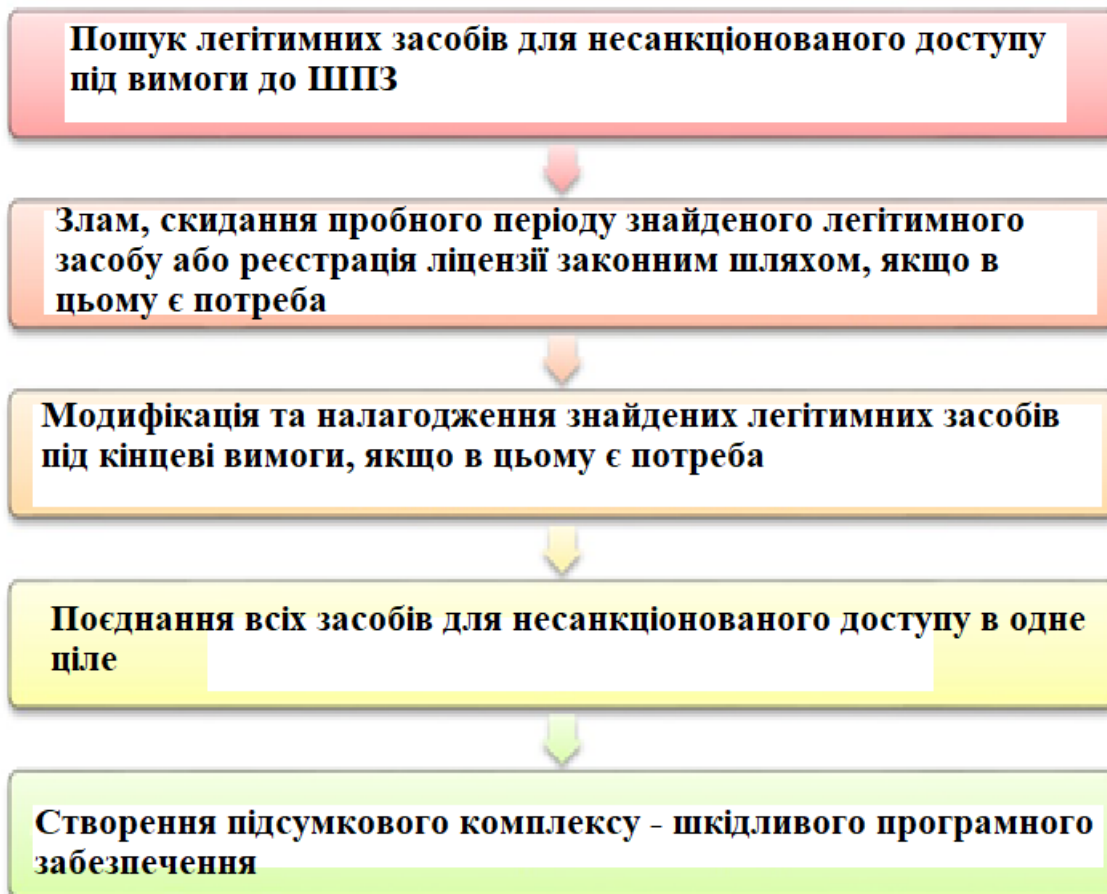 Пошук легітимних засобів для несанкціонованого доступу
під вимоги до ШПЗ
Злам, скидання пробного періоду знайденого легітимного
засобу або реєстрація ліцензії законним шляхом, якщо в
цьому є потреба
Модифікація та налагодження знайдених легітимних засобів
під кінцеві вимоги, якщо в цьому є потреба
Поєднання всіх засобів для несанкціонованого доступу в одне
ціле
Створення підсумкового комплексу - шкідливого програмного
забезпечення